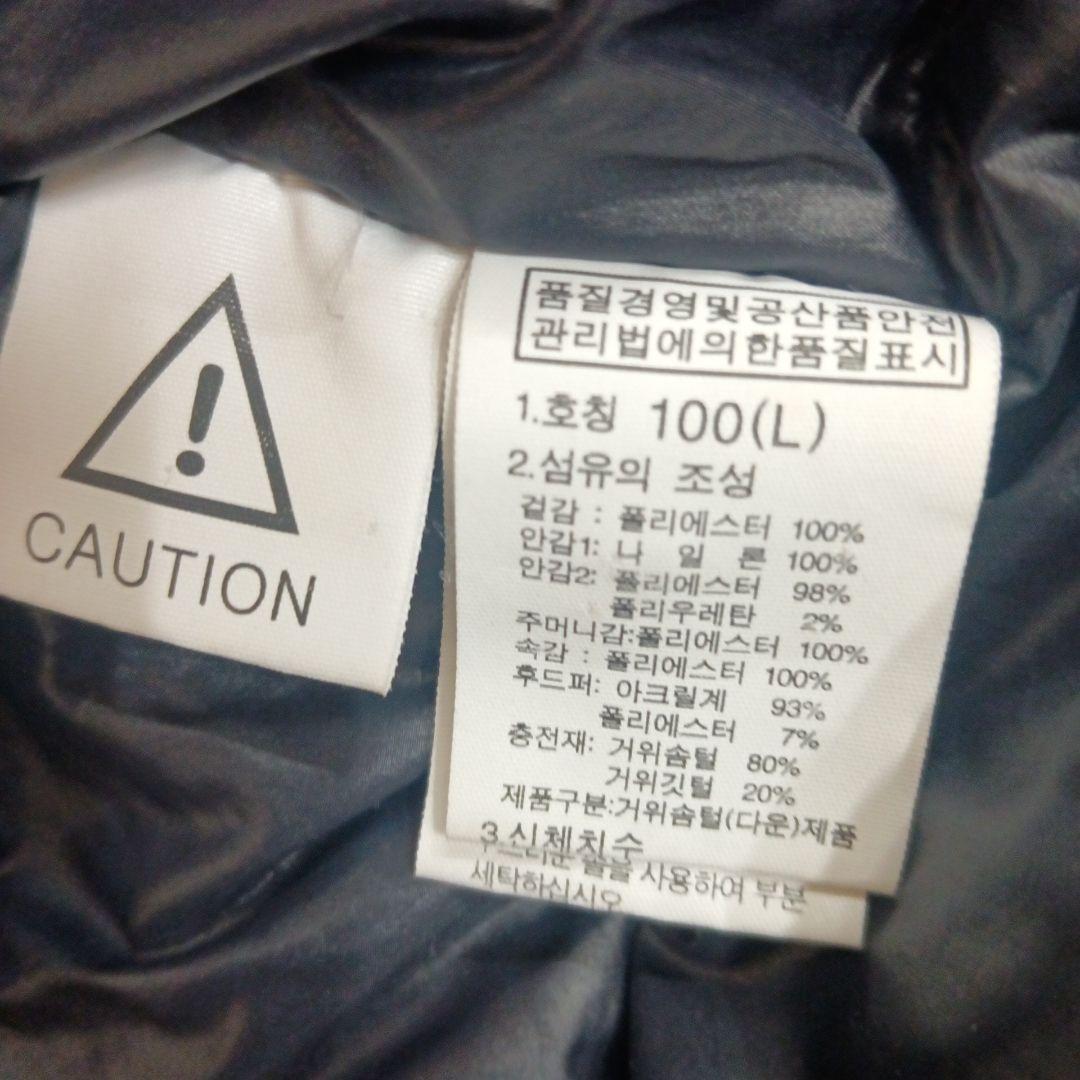 CAUTION
품질경영및공산품안전
관리법에의한품질표시
1.호칭 100(L)
2.섬유의 조성
겉감 : 폴리에스터 100%
안감1: 나 일 론 100%
안감2: 폴리에스터 98%
폴리우레탄 2%
주머니감:폴리에스터 100%
속감 : 폴리에스터 100%
후드퍼: 아크릴계 93%
폴리에스터 7%
충전재: 거위솜털 80%
거위깃털 20%
제품구분:거위솜털(다운)제품
3.신체치수
사용하여 부분
세탁하십시오